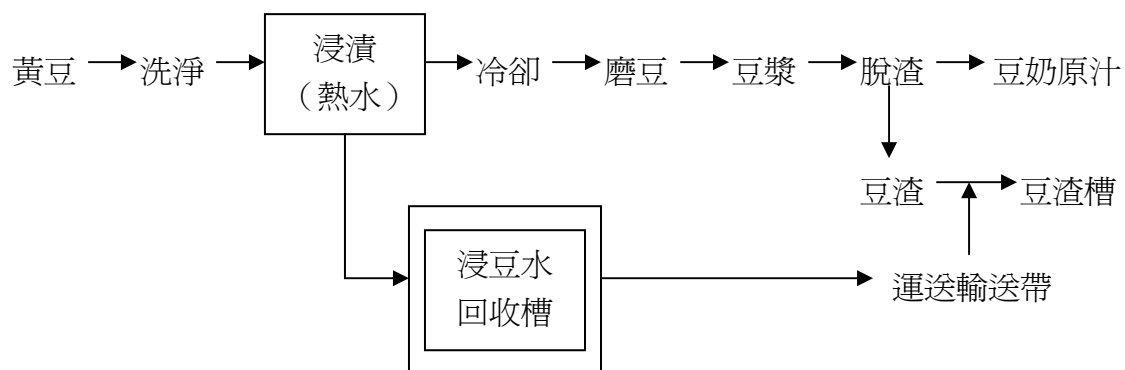 黃豆
洗淨
浸漬
（熱水）
冷卻
磨豆
豆漿
脫渣
豆奶原汁
豆渣
豆渣槽
浸豆水
回收槽
運送輸送帶